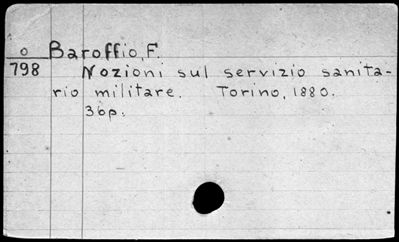 o Baroffio, F.
798 Nozioni sul servizio sanita-
rio militare. Torino, 1880.
36p.